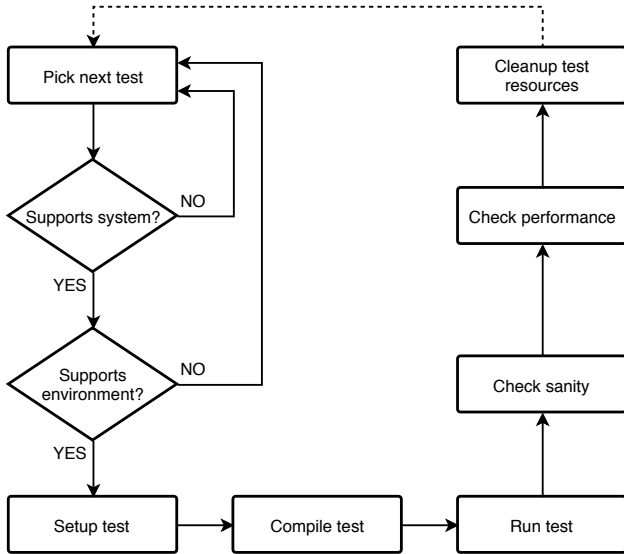 Pick next test
Supports system?
NO
YES
Supports
environment?
NO
YES
Setup test
Compile test
Run test
Check sanity
Check performance
Cleanup test
resources